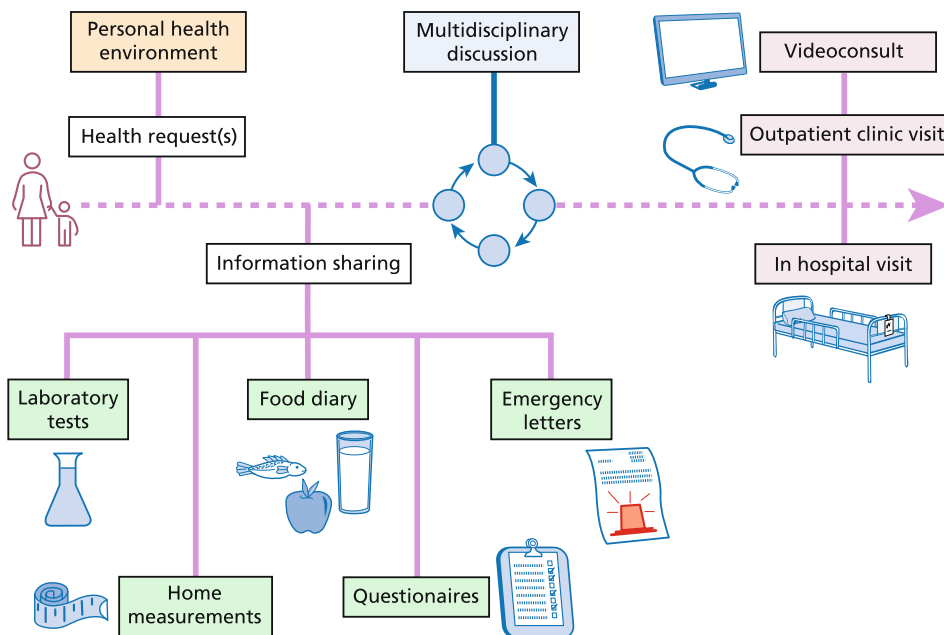 Personal health
environment
Multidisciplinary
discussion
Videoconsult
Health request(s)
Outpatient clinic visit
Information sharing
In hospital visit
Laboratory
tests
Food diary
Emergency
letters
Home
measurements
Questionaires